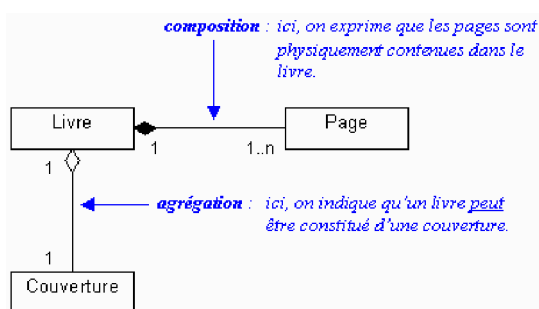 composition : ici, on exprime que les pages sont
physiquement contenues dans le
livre.
Livre
Page
1
1..n
1
agrégation : ici, on indique qu'un livre peut
être constitué d'une couverture.
1
Couverture